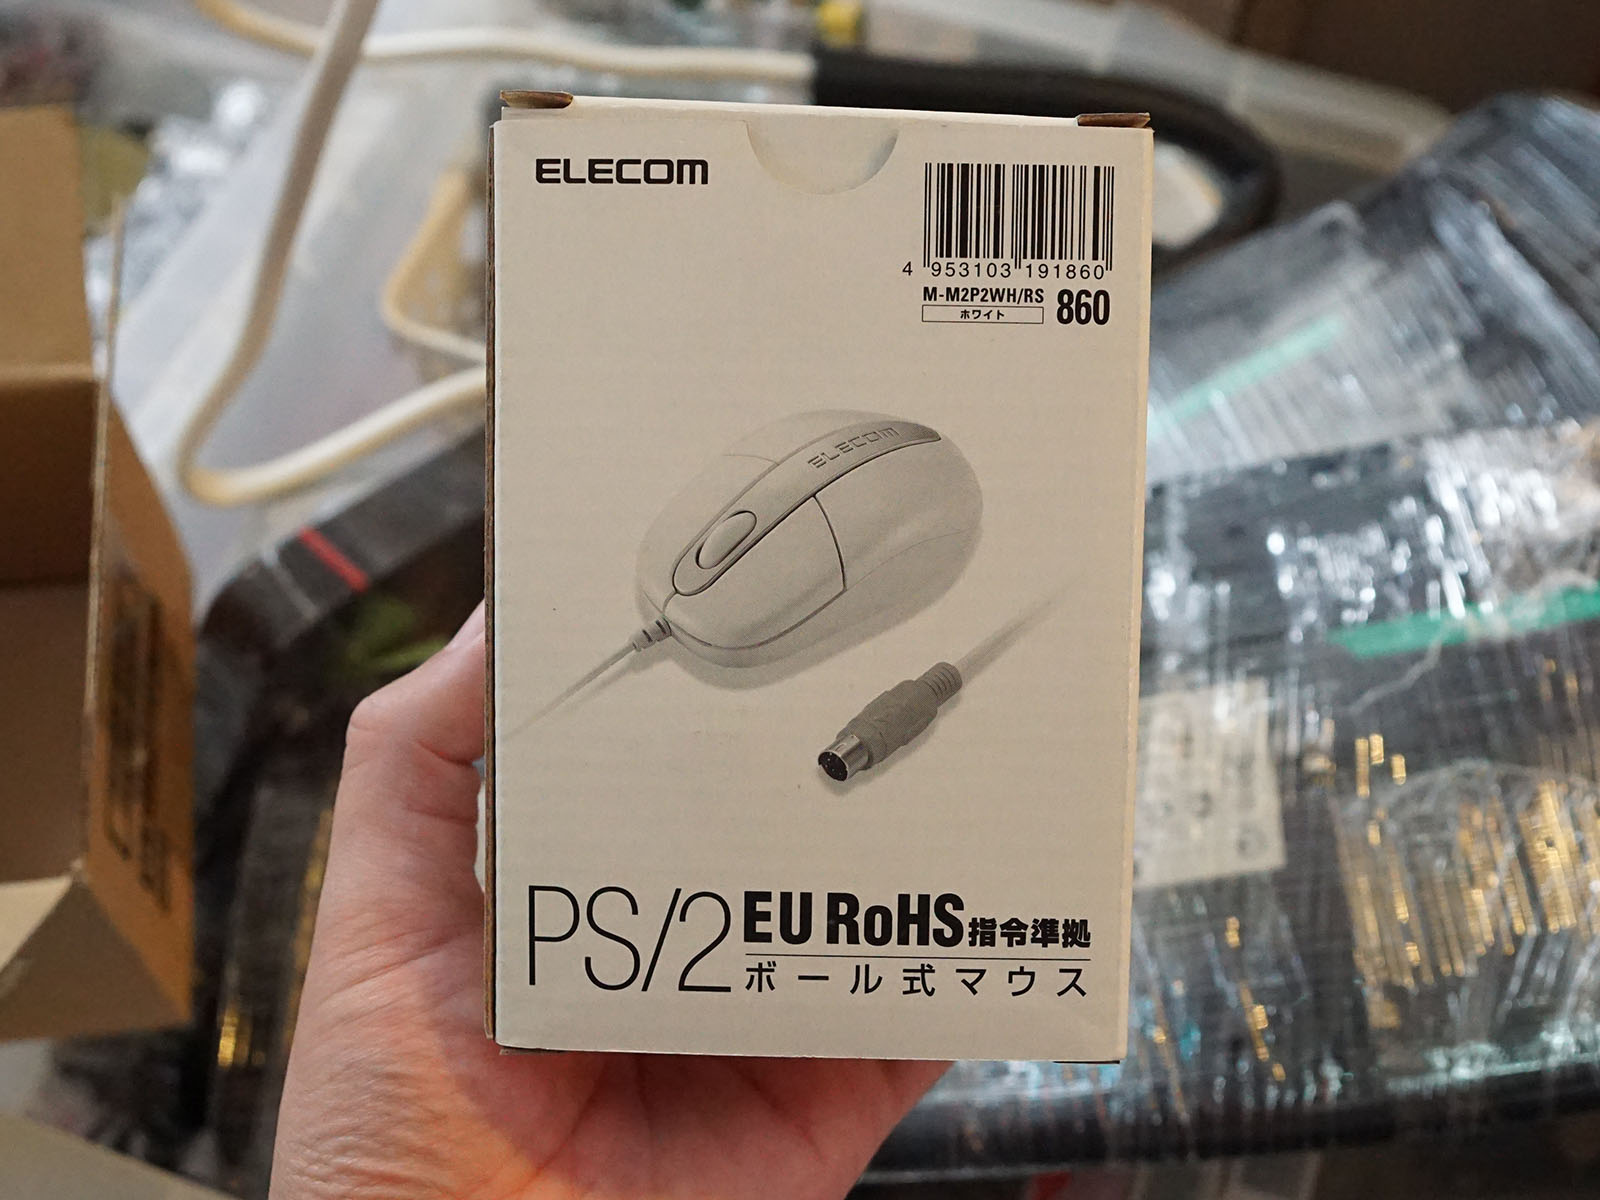 ELECOM
4 953103 191860
M-M2P2WH/RS
ホワイト
860
ELECOM
PS/2
EU RoHS指令準拠
ボール式マウス